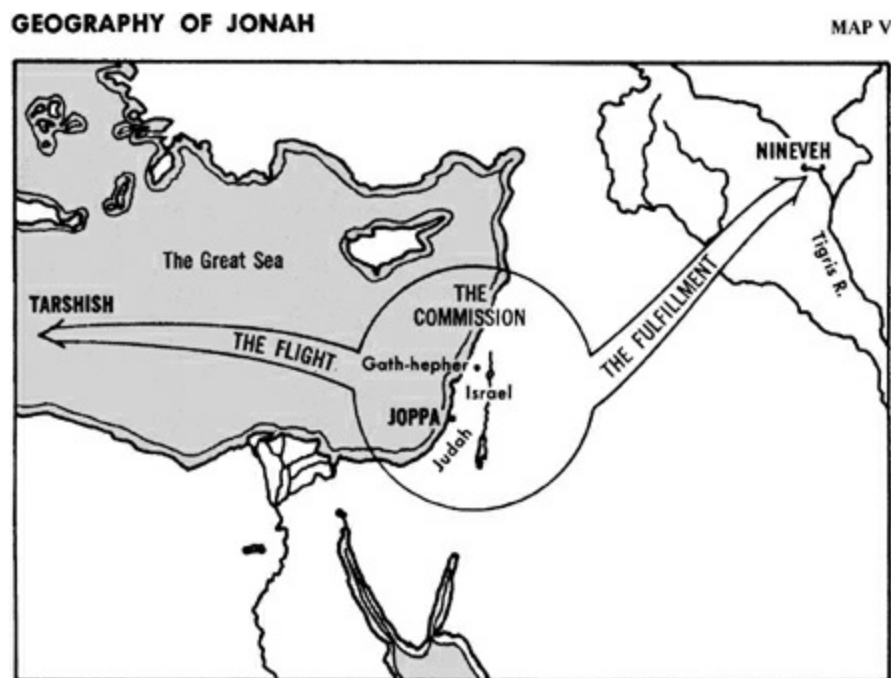 GEOGRAPHY OF JONAH
MAP V
NINEVEH
Tigris R.
The Great Sea
THE
COMMISSION
TARSHISH
THE FLIGHT
THE FULFILLMENT
Gath-hepher
Israel
JOPPA
Judah